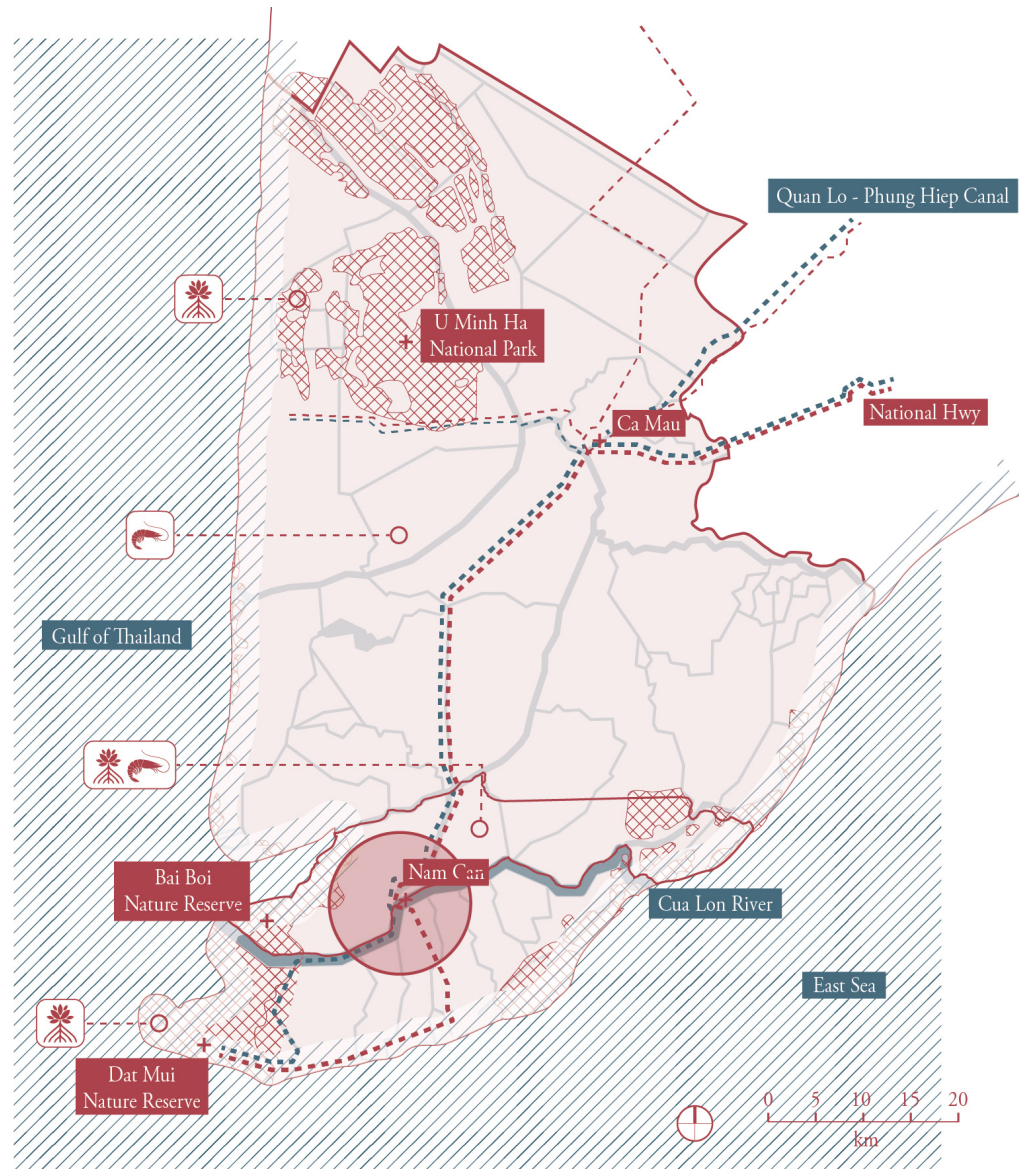 Quan Lo - Phung Hiep Canal
U Minh Ha
National Park
National Hwy
Ca Mau
Gulf of Thailand
Nam Can
Bai Boi
Nature Reserve
Cua Lon River
East Sea
Dat Mui
Nature Reserve
0 5 10 15 20
km